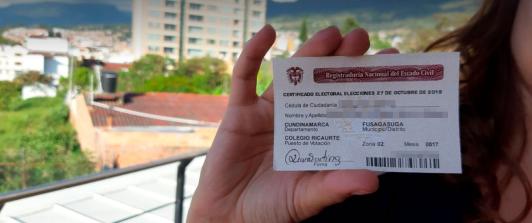 Registraduría Nacional del Estado Civil
CERTIFICADO ELECTORAL ELECCIONES 27 DE OCTUBRE DE 2019
Cédula de Ciudadanía
Nombre y Apellido
CUNDINAMARCA FUSAGASUGA
Departamento Municipio/Distrito
COLEGIO RICAURTE
Puesto de Votación Zona 02 Mesa 0017
Firma